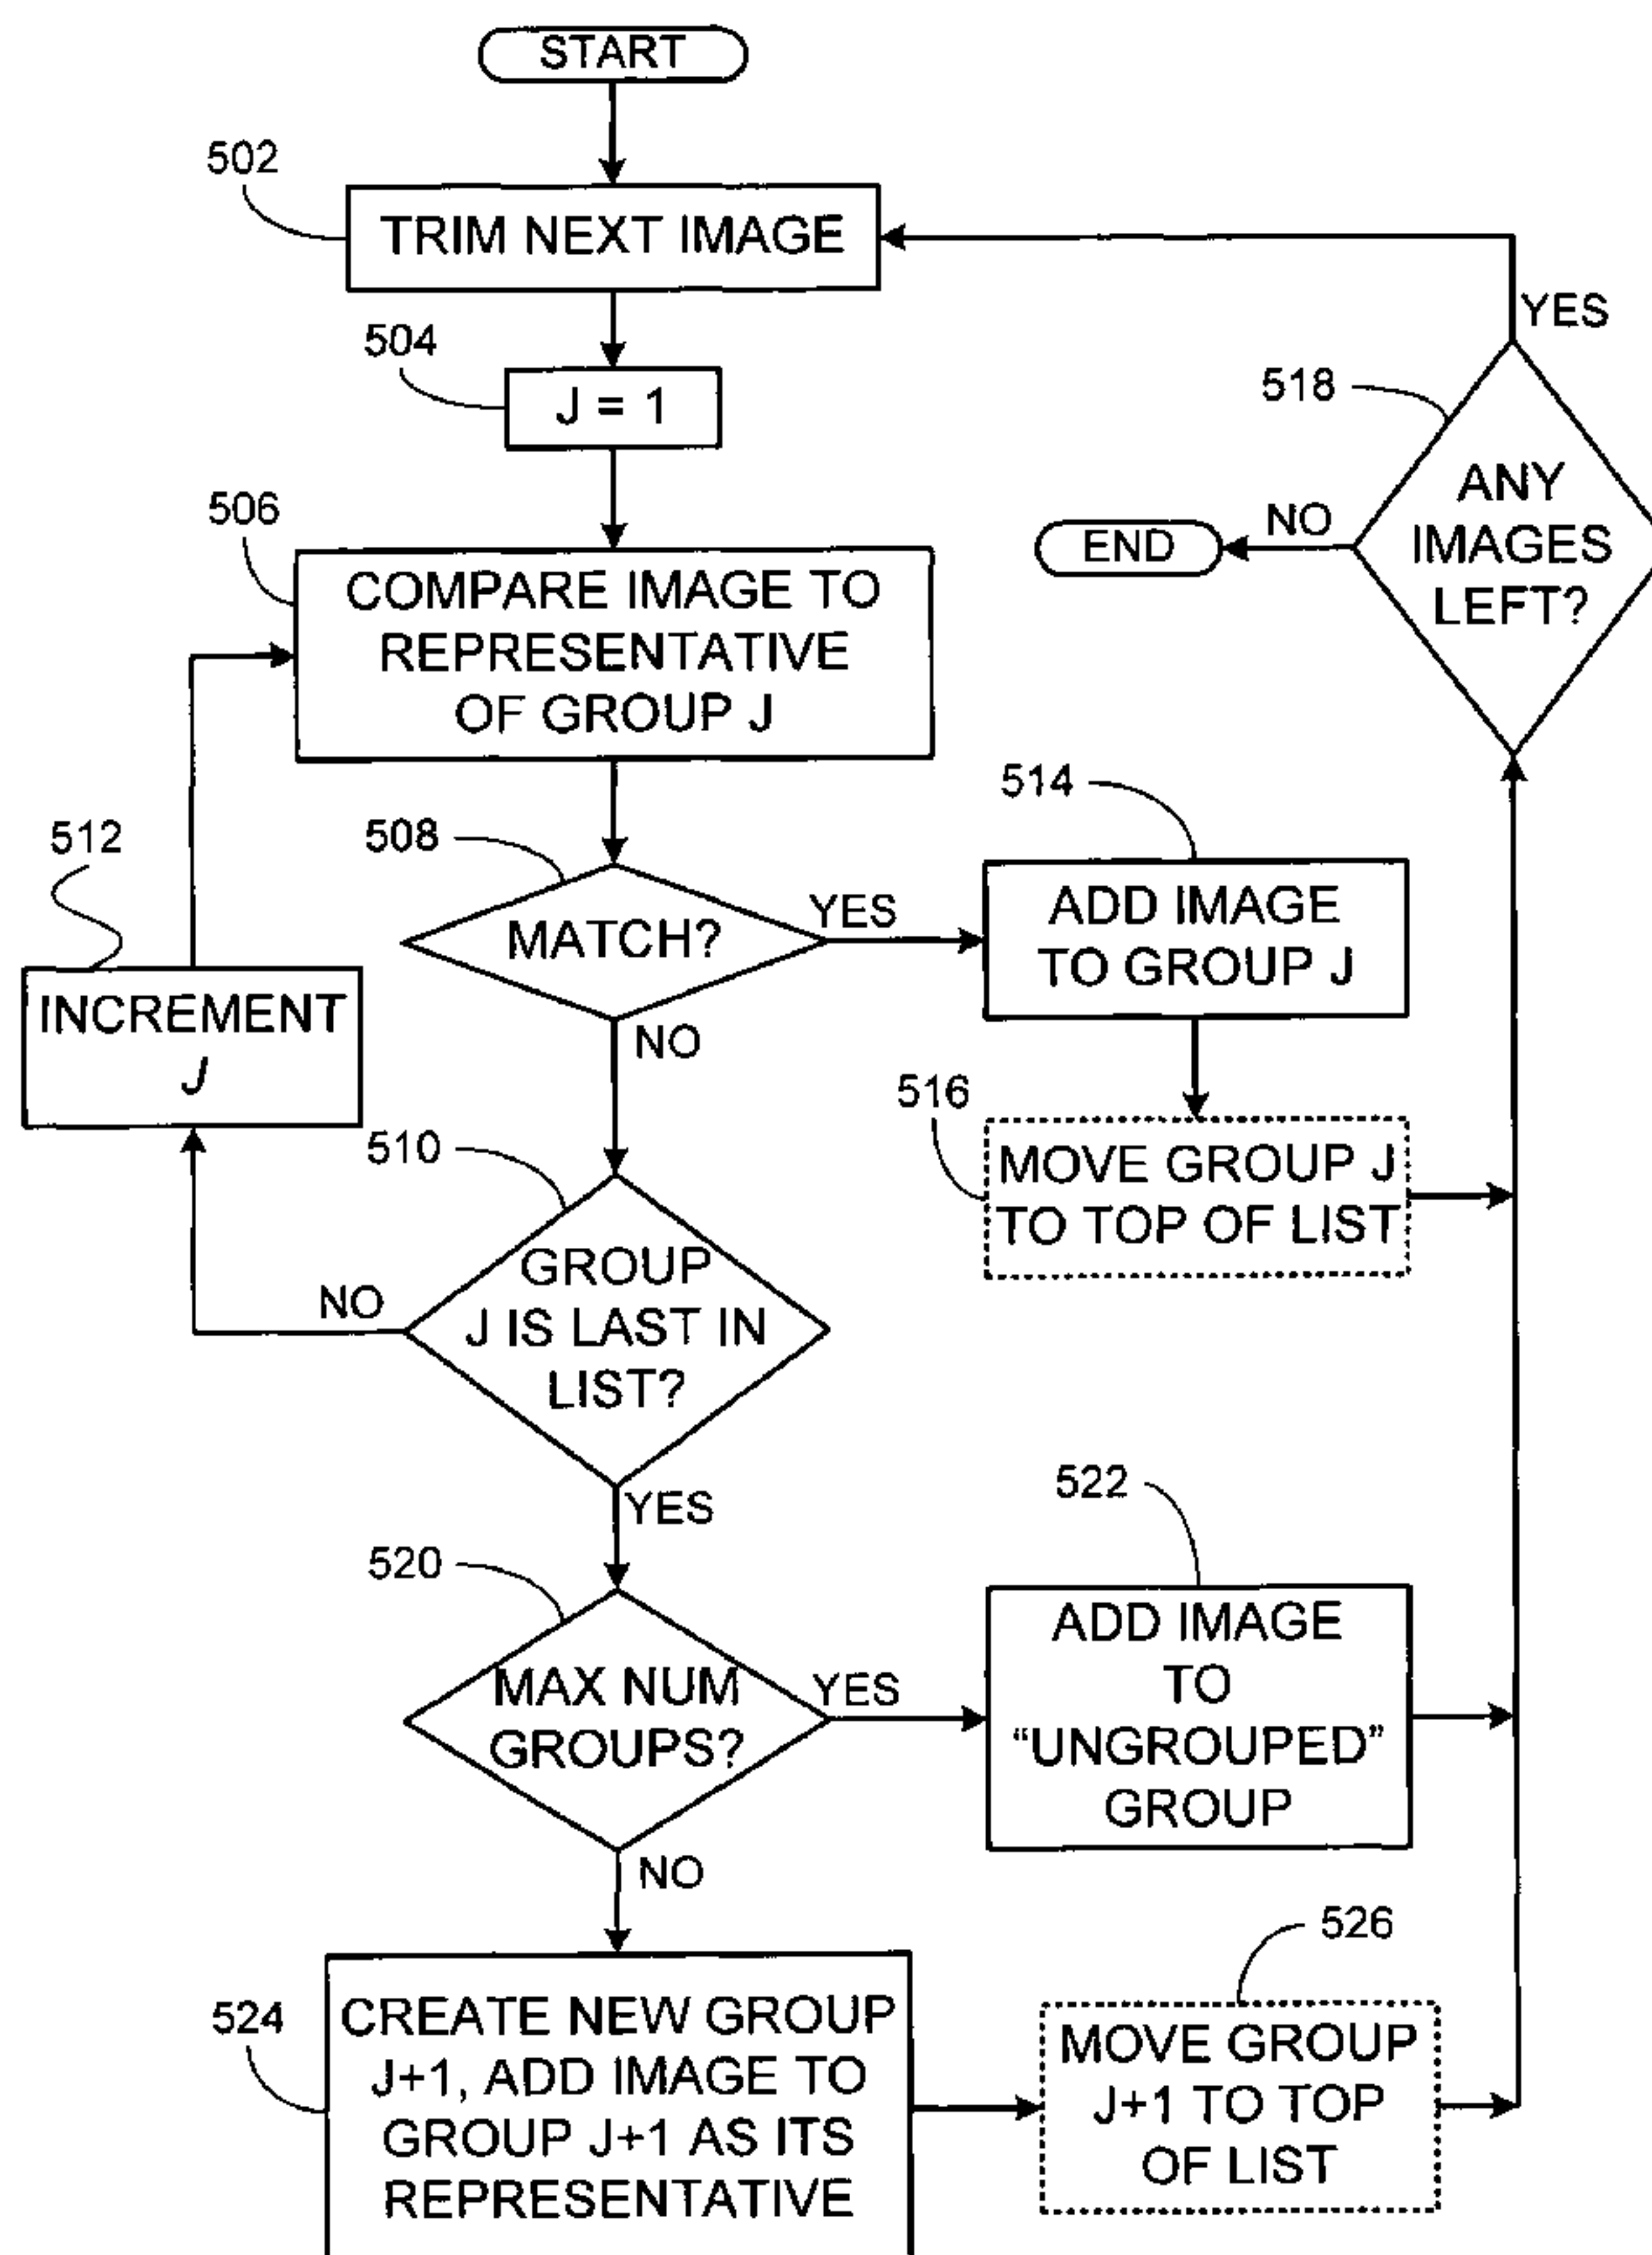 START
502
TRIM NEXT IMAGE
504
J = 1
506
COMPARE IMAGE TO
REPRESENTATIVE
OF GROUP J
YES
518
ANY
IMAGES
LEFT?
NO
END
512
INCREMENT
J
508
MATCH?
YES
NO
514
ADD IMAGE
TO GROUP J
516
MOVE GROUP J
TO TOP OF LIST
510
GROUP
J IS LAST IN
LIST?
NO
YES
520
MAX NUM
GROUPS?
YES
NO
522
ADD IMAGE
TO
“UNGROUPED”
GROUP
524
CREATE NEW GROUP
J+1, ADD IMAGE TO
GROUP J+1 AS ITS
REPRESENTATIVE
526
MOVE GROUP
J+1 TO TOP
OF LIST